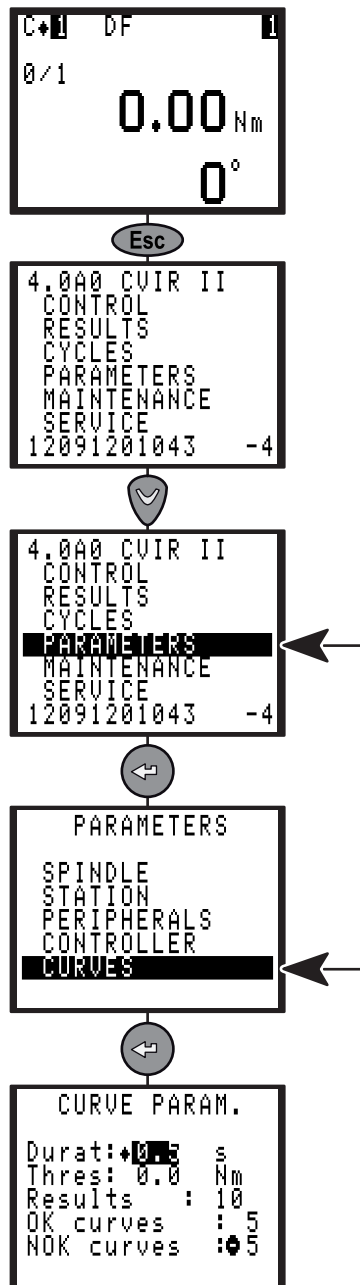 C♦1 DF 1
0/1
0.00 Nm
0°
Esc
4.0A0 CVIR II
CONTROL
RESULTS
CYCLES
PARAMETERS
MAINTENANCE
SERVICE
12091201043 -4
4.0A0 CVIR II
CONTROL
RESULTS
CYCLES
PARAMETERS
MAINTENANCE
SERVICE
12091201043 -4
PARAMETERS
SPINDLE
STATION
PERIPHERALS
CONTROLLER
CURVES
CURVE PARAM.
Durat:♦0.5 s
Thres: 0.0 Nm
Results : 10
OK curves : 5
NOK curves : 5